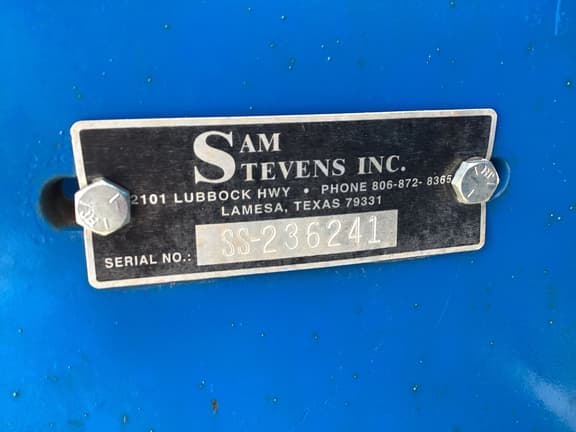 SAM
STEVENS INC.
2101 LUBBOCK HWY • PHONE 806-872-8365
LAMESA, TEXAS 79331
SERIAL NO.: SS-236241